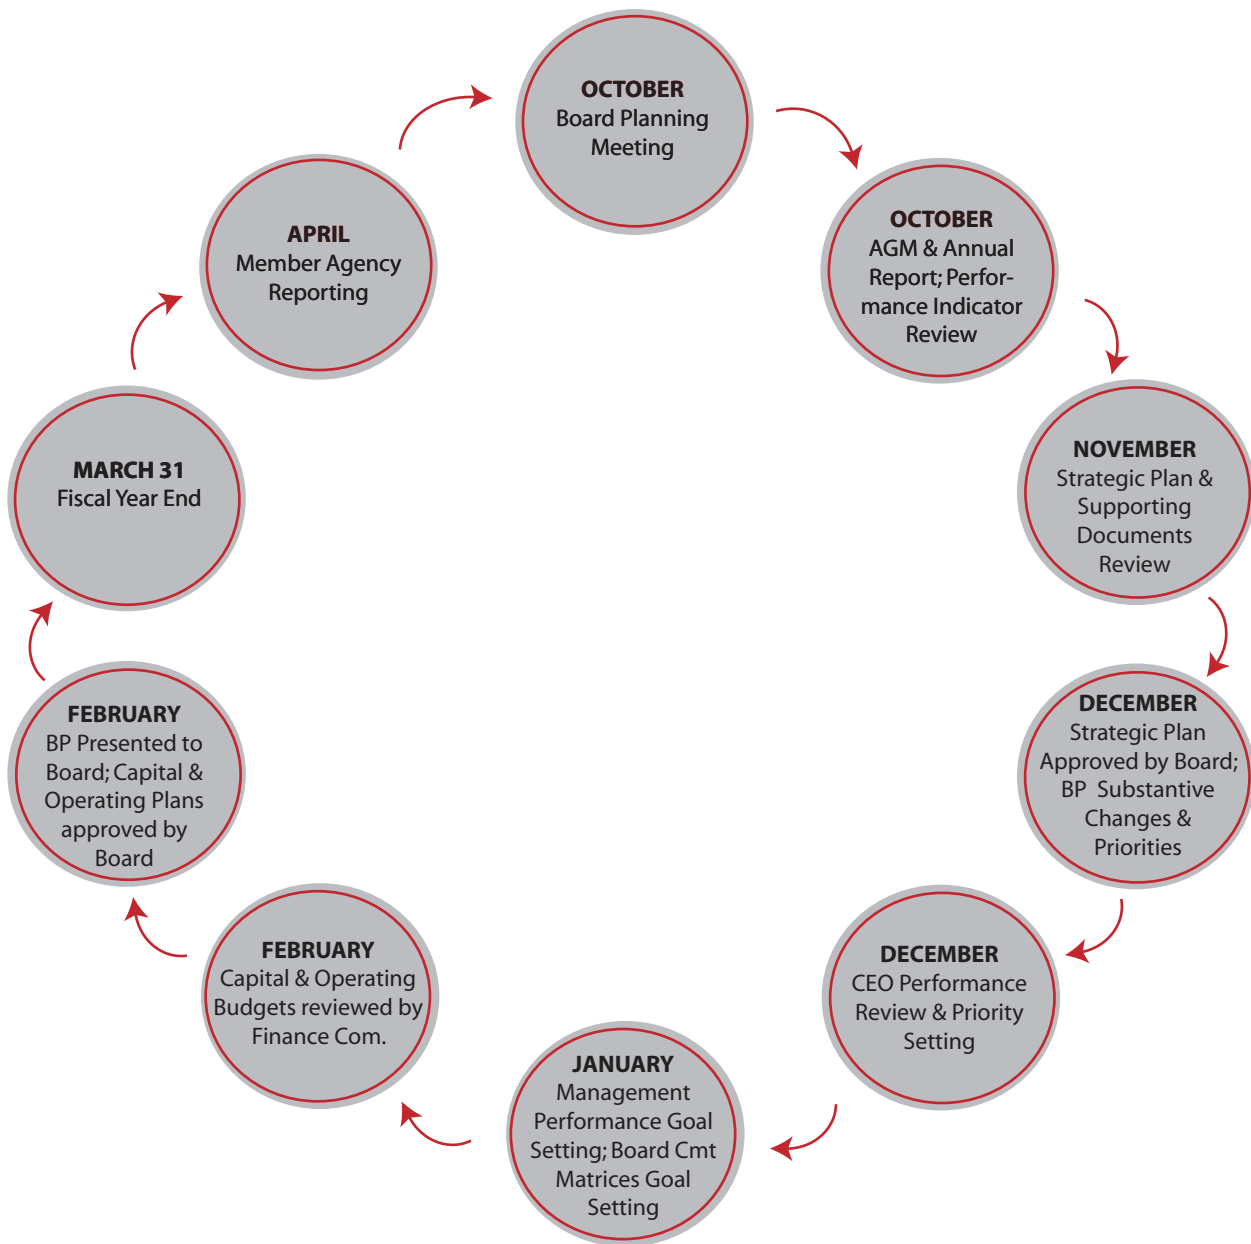 OCTOBER
Board Planning
Meeting
OCTOBER
AGM & Annual
Report; Perfor-
mance Indicator
Review
NOVEMBER
Strategic Plan &
Supporting
Documents
Review
DECEMBER
Strategic Plan
Approved by Board;
BP Substantive
Changes &
Priorities
DECEMBER
CEO Performance
Review & Priority
Setting
JANUARY
Management
Performance Goal
Setting; Board Cmt
Matrices Goal
Setting
FEBRUARY
Capital & Operating
Budgets reviewed by
Finance Com.
FEBRUARY
BP Presented to
Board; Capital &
Operating Plans
approved by
Board
MARCH 31
Fiscal Year End
APRIL
Member Agency
Reporting